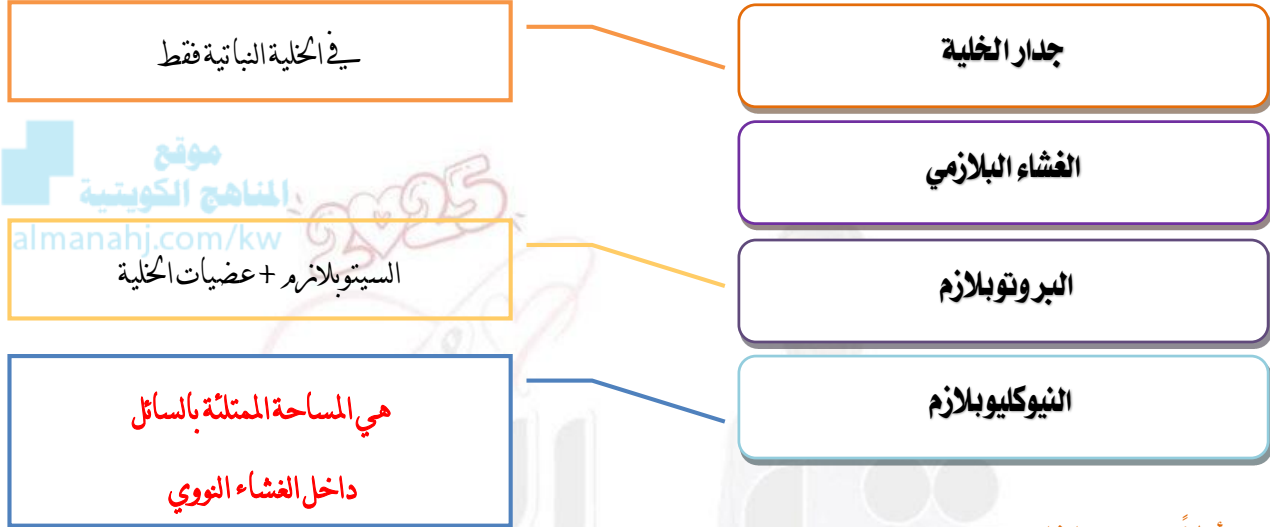 جدار الخلية
في الخلية النباتية فقط
الغشاء البلازمي
موقع
المناهج الكويتية
almanahj.com/kw
2025
البروتوبلازم
السيتوبلازم + عضيات الخلية
النيوكليوبلازم
هي المساحة الممتلئة بالسائل
داخل الغشاء النووي